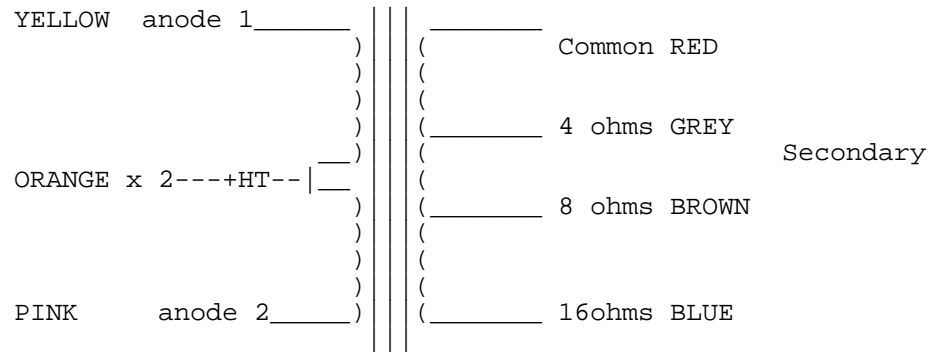 YELLOW anode 1
Common RED
4 ohms GREY
Secondary
ORANGE x 2---+HT--
8 ohms BROWN
PINK anode 2
16ohms BLUE